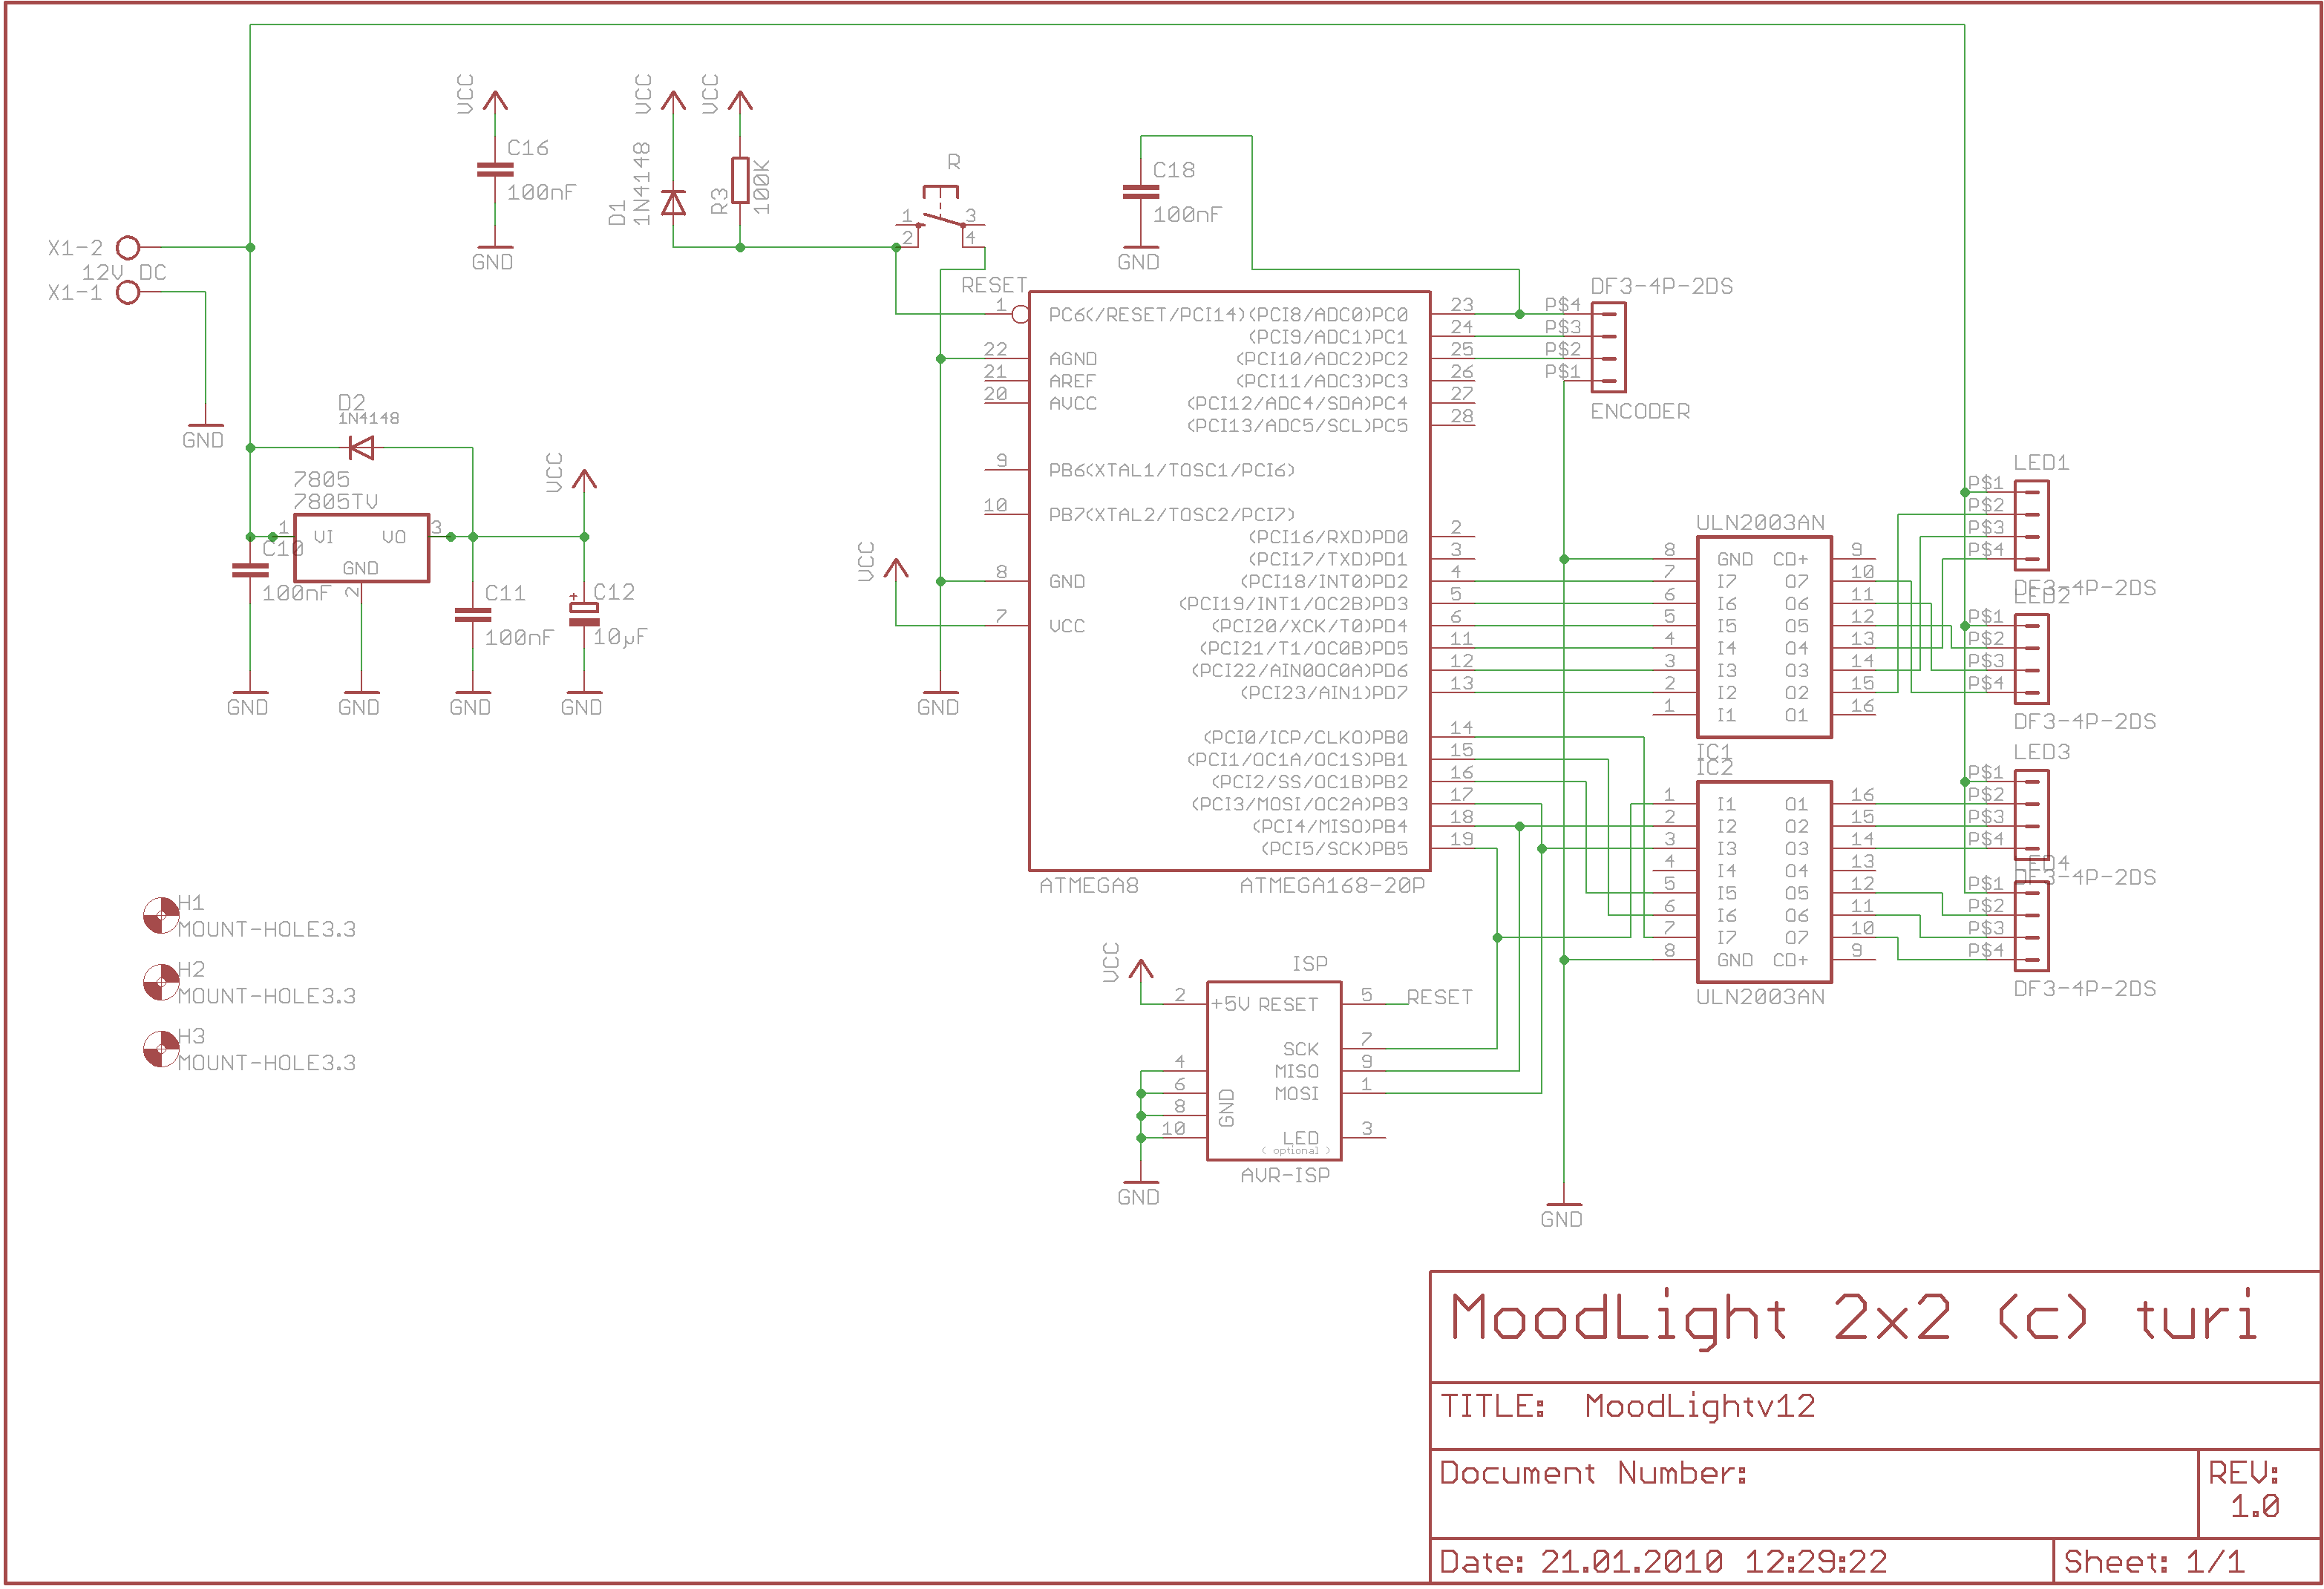 VCC
C16
100nF
GND
VCC
D1
1N4148
VCC
R3
100K
R
1
2
3
4
C18
100nF
GND
X1-2
12V DC
X1-1
GND
D2
1N4148
7805
7805TV
1
VI
VO
3
GND
2
C10
100nF
GND
GND
C11
100nF
GND
VCC
C12
+
10µF
GND
RESET
1
PC6(/RESET/PCI14)
22
AGND
21
AREF
20
AVCC
9
PB6(XTAL1/TOSC1/PCI6)
10
PB7(XTAL2/TOSC2/PCI7)
8
GND
VCC
7
VCC
GND
(PCI8/ADC0)PC0
23
(PCI9/ADC1)PC1
24
(PCI10/ADC2)PC2
25
(PCI11/ADC3)PC3
26
(PCI12/ADC4/SDA)PC4
27
(PCI13/ADC5/SCL)PC5
28
(PCI16/RXD)PD0
2
(PCI17/TXD)PD1
3
(PCI18/INT0)PD2
4
(PCI19/INT1/OC2B)PD3
5
(PCI20/XCK/T0)PD4
6
(PCI21/T1/OC0B)PD5
11
(PCI22/AIN0OC0A)PD6
12
(PCI23/AIN1)PD7
13
(PCI0/ICP/CLKO)PB0
14
(PCI1/OC1A/OC1S)PB1
15
(PCI2/SS/OC1B)PB2
16
(PCI3/MOSI/OC2A)PB3
17
(PCI4/MISO)PB4
18
(PCI5/SCK)PB5
19
ATMEGA8
ATMEGA168-20P
DF3-4P-2DS
P$4
P$3
P$2
P$1
ENCODER
ULN2003AN
8 GND CD+ 9
7 I7 O7 10
6 I6 O6 11
5 I5 O5 12
4 I4 O4 13
3 I3 O3 14
2 I2 O2 15
1 I1 O1 16
IC1
IC2
1 I1 O1 16
2 I2 O2 15
3 I3 O3 14
4 I4 O4 13
5 I5 O5 12
6 I6 O6 11
7 I7 O7 10
8 GND CD+ 9
ULN2003AN
LED1
P$1
P$2
P$3
P$4
DF3-4P-2DS
LED2
P$1
P$2
P$3
P$4
DF3-4P-2DS
LED3
P$1
P$2
P$3
P$4
DF3-4P-2DS
LED4
P$1
P$2
P$3
P$4
DF3-4P-2DS
H1
MOUNT-HOLE3.3
H2
MOUNT-HOLE3.3
H3
MOUNT-HOLE3.3
VCC
ISP
2 +5V RESET 5 RESET
SCK 7
4 MISO 9
6 MOSI 1
8
GND
10 LED 3
( optional )
AVR-ISP
GND
GND
MoodLight 2x2 (c) turi
TITLE: MoodLightv12
Document Number:
REV:
1.0
Date: 21.01.2010 12:29:22
Sheet: 1/1